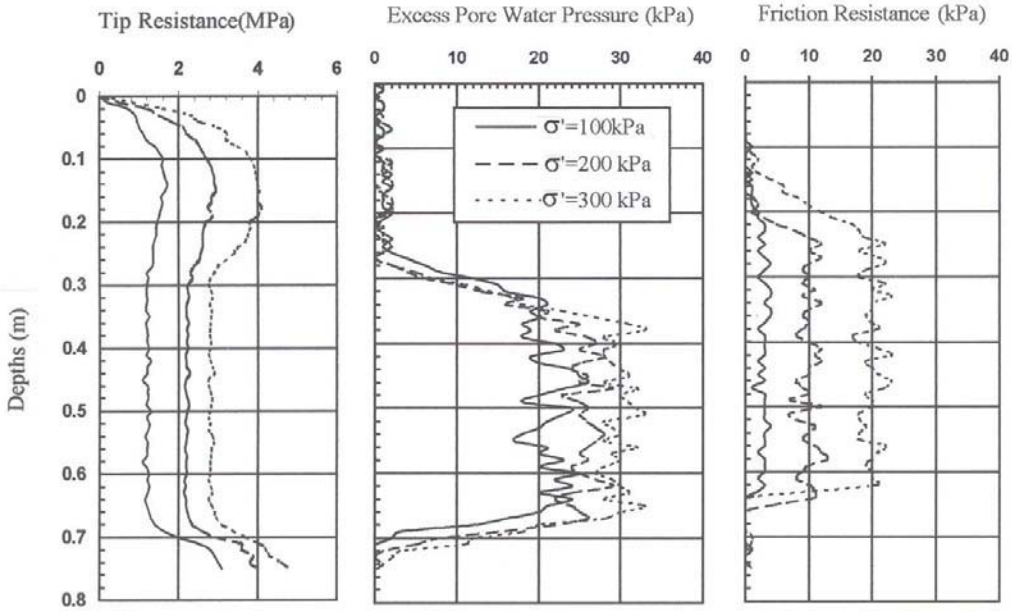 Tip Resistance(MPa)
Excess Pore Water Pressure (kPa)
Friction Resistance (kPa)
0 2 4 6
0 10 20 30 40
0 10 20 30 40
0
0.1
0.2
0.3
0.4
0.5
0.6
0.7
0.8
Depths (m)
σ'=100kPa
σ'=200 kPa
σ'=300 kPa